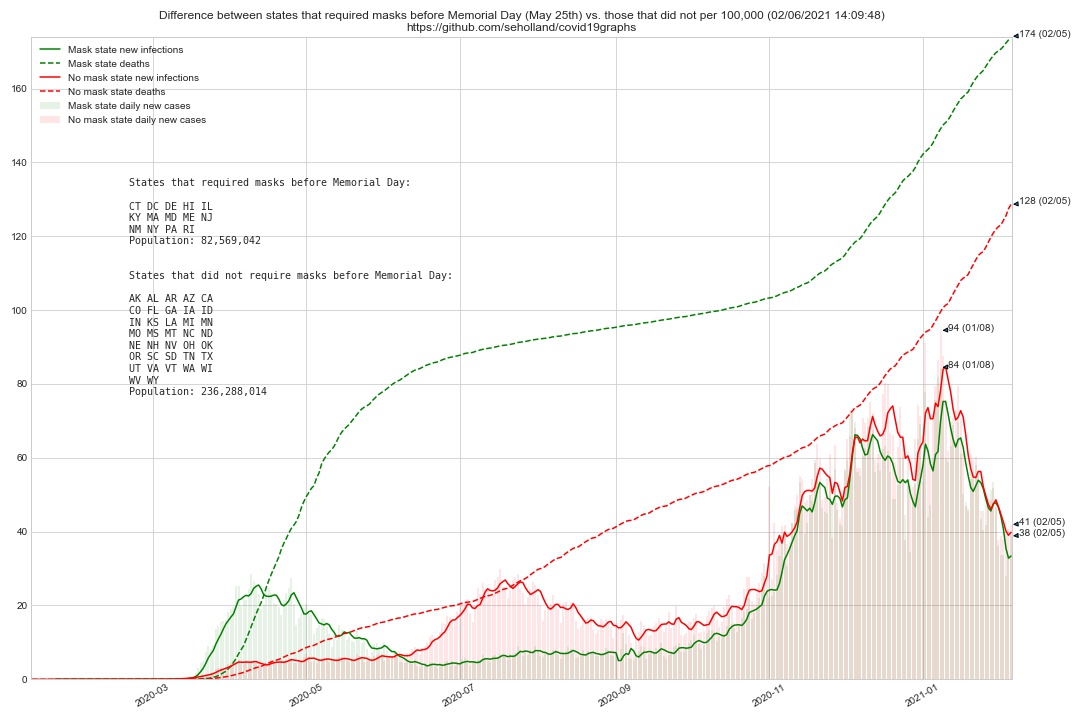 Difference between states that required masks before Memorial Day (May 25th) vs. those that did not per 100,000 (02/06/2021 14:09:48)
https://github.com/seholland/covid19graphs
Mask state new infections
Mask state deaths
No mask state new infections
No mask state deaths
Mask state daily new cases
No mask state daily new cases
States that required masks before Memorial Day:
CT DC DE HI IL
KY MA MD ME NJ
NM NY PA RI
Population: 82,569,042
States that did not require masks before Memorial Day:
AK AL AR AZ CA
CO FL GA IA ID
IN KS LA MI MN
MO MS MT NC ND
NE NH NV OH OK
OR SC SD TN TX
UT VA VT WA WI
WV WY
Population: 236,288,014
174 (02/05)
128 (02/05)
94 (01/08)
84 (01/08)
41 (02/05)
38 (02/05)
160
140
120
100
80
60
40
20
0
2020-03
2020-05
2020-07
2020-09
2020-11
2021-01